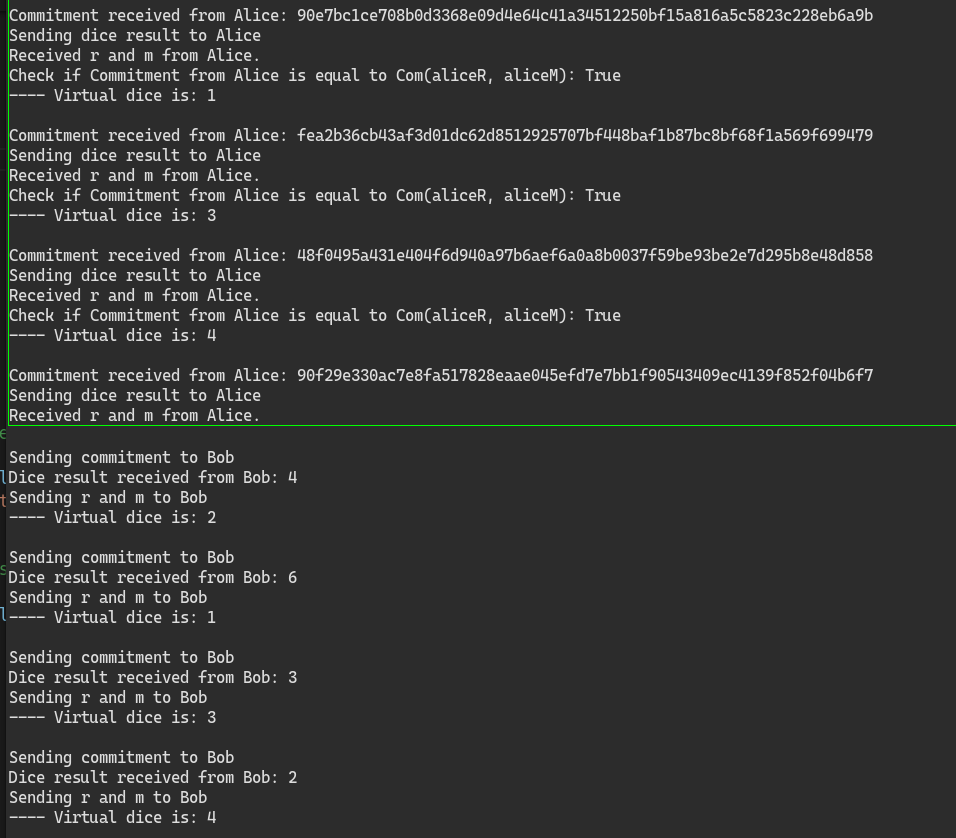 Commitment received from Alice: 90e7bc1ce708b0d3368e09d4e64c41a34512250bf15a816a5c5823c228eb6a9b
Sending dice result to Alice
Received r and m from Alice.
Check if Commitment from Alice is equal to Com(aliceR, aliceM): True
---- Virtual dice is: 1
Commitment received from Alice: fea2b36cb43af3d01dc62d8512925707bf448baf1b87bc8bf68f1a569f699479
Sending dice result to Alice
Received r and m from Alice.
Check if Commitment from Alice is equal to Com(aliceR, aliceM): True
---- Virtual dice is: 3
Commitment received from Alice: 48f0495a431e404f6d940a97b6aef6a0a8b0037f59be93be2e7d295b8e48d858
Sending dice result to Alice
Received r and m from Alice.
Check if Commitment from Alice is equal to Com(aliceR, aliceM): True
---- Virtual dice is: 4
Commitment received from Alice: 90f29e330ac7e8fa517828eaae045efd7e7bb1f90543409ec4139f852f04b6f7
Sending dice result to Alice
Received r and m from Alice.
Sending commitment to Bob
Dice result received from Bob: 4
Sending r and m to Bob
---- Virtual dice is: 2
Sending commitment to Bob
Dice result received from Bob: 6
Sending r and m to Bob
---- Virtual dice is: 1
Sending commitment to Bob
Dice result received from Bob: 3
Sending r and m to Bob
---- Virtual dice is: 3
Sending commitment to Bob
Dice result received from Bob: 2
Sending r and m to Bob
---- Virtual dice is: 4